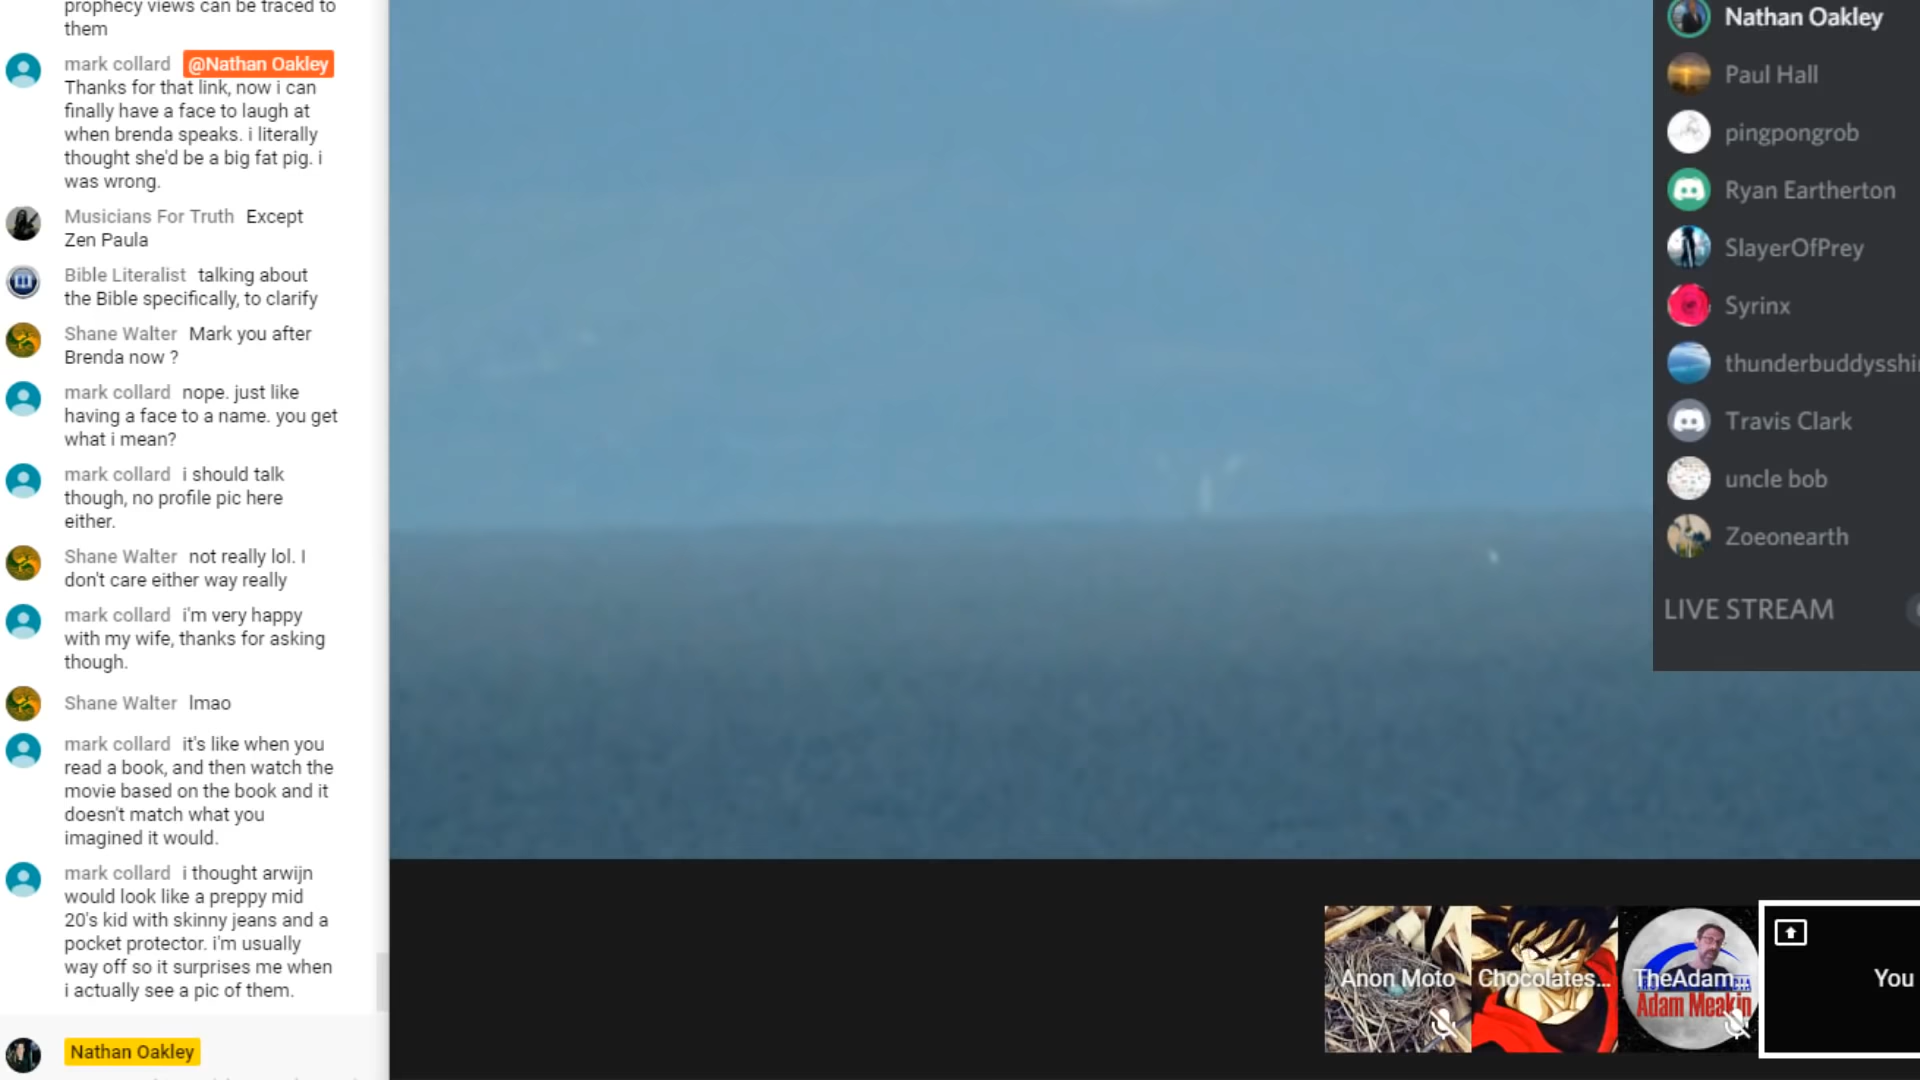 prophecy views can be traced to
them
mark collard @Nathan Oakley
Thanks for that link, now i can
finally have a face to laugh at
when brenda speaks. i literally
thought she'd be a big fat pig. i
was wrong.
Musicians For Truth Except
Zen Paula
Bible Literalist talking about
the Bible specifically, to clarify
Shane Walter Mark you after
Brenda now ?
mark collard nope. just like
having a face to a name. you get
what i mean?
mark collard i should talk
though, no profile pic here
either.
Shane Walter not really lol. I
don't care either way really
mark collard i'm very happy
with my wife, thanks for asking
though.
Shane Walter lmao
mark collard it's like when you
read a book, and then watch the
movie based on the book and it
doesn't match what you
imagined it would.
mark collard i thought arwijn
would look like a preppy mid
20's kid with skinny jeans and a
pocket protector. i'm usually
way off so it surprises me when
i actually see a pic of them.
Nathan Oakley
Nathan Oakley
Paul Hall
pingpongrob
Ryan Eartherton
SlayerOfPrey
Syrinx
thunderbuddysshi
Travis Clark
uncle bob
Zoeonearth
LIVE STREAM
Anon Moto
Chocolates...
TheAdam...
Adam Meakin
You